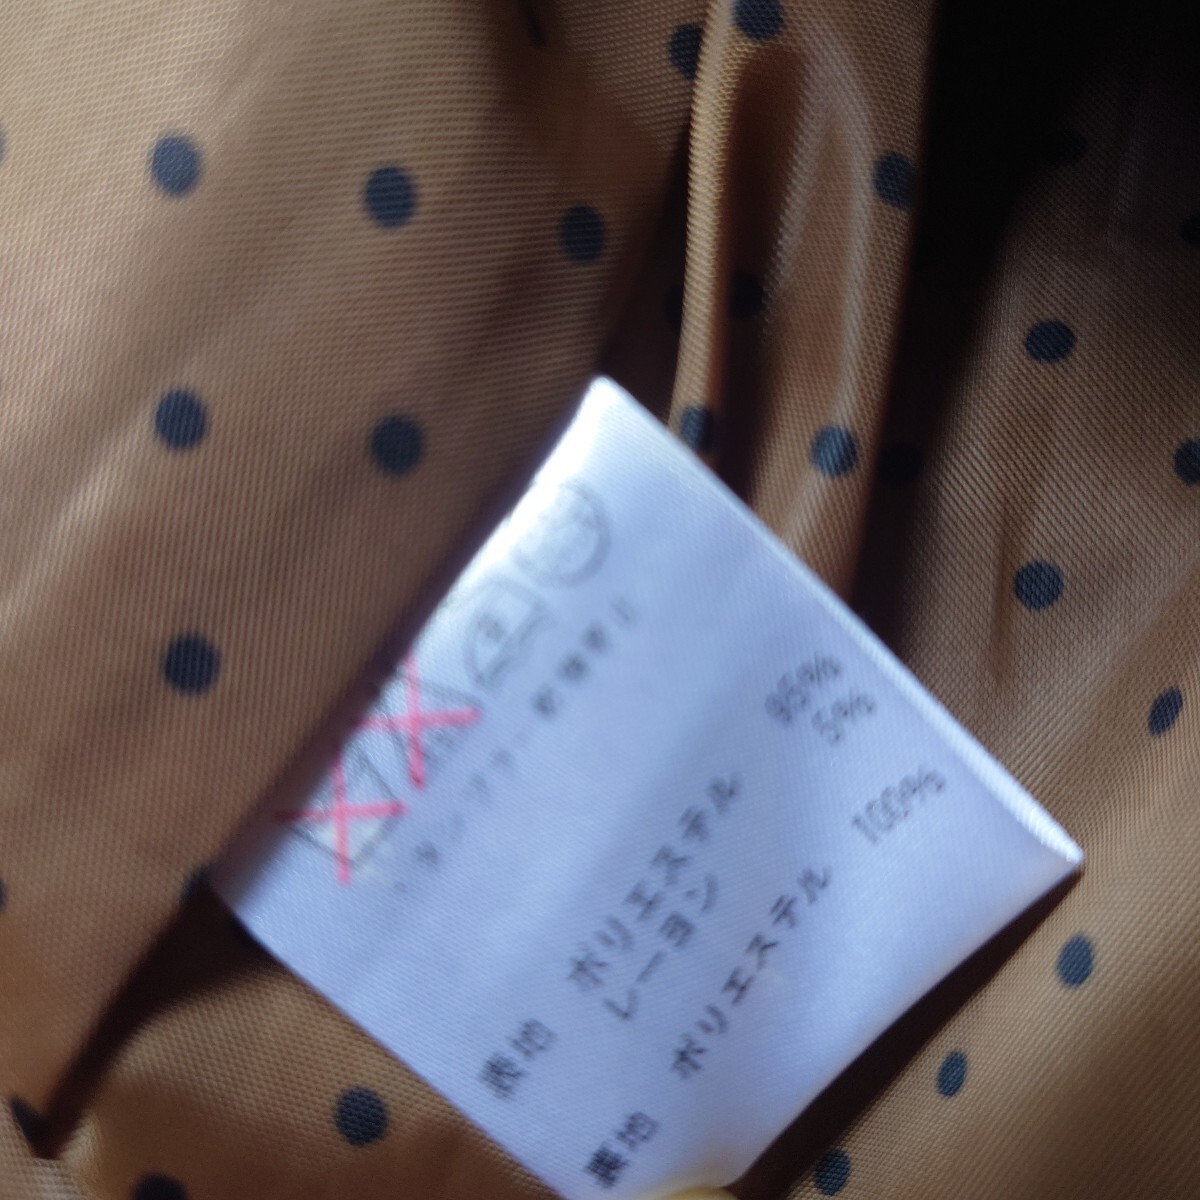 タンブラー乾燥禁止
表地 ポリエステル 95%
レーヨン 5%
裏地 ポリエステル 100%